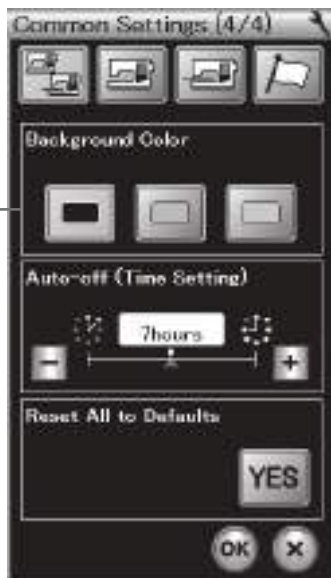 Common Settings (4/4)
Background Color
Auto-off (Time Setting)
7hours
- +
Reset All to Defaults
YES
OK X